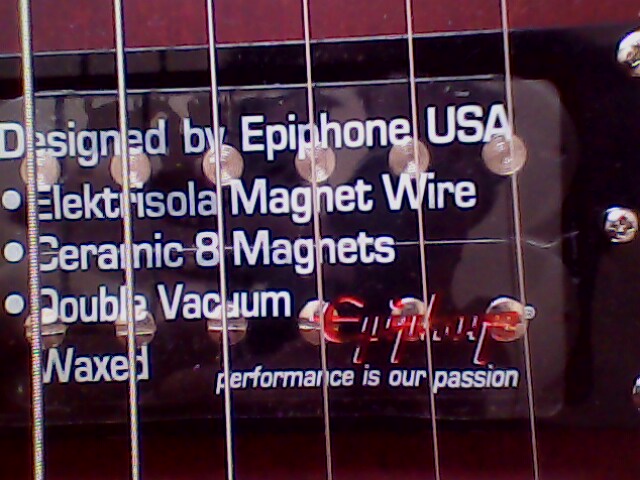 Designed by Epiphone USA
• Elektrisola Magnet Wire
• Ceramic 8 Magnets
• Double Vacuum
Waxed
Epiphone®
performance is our passion